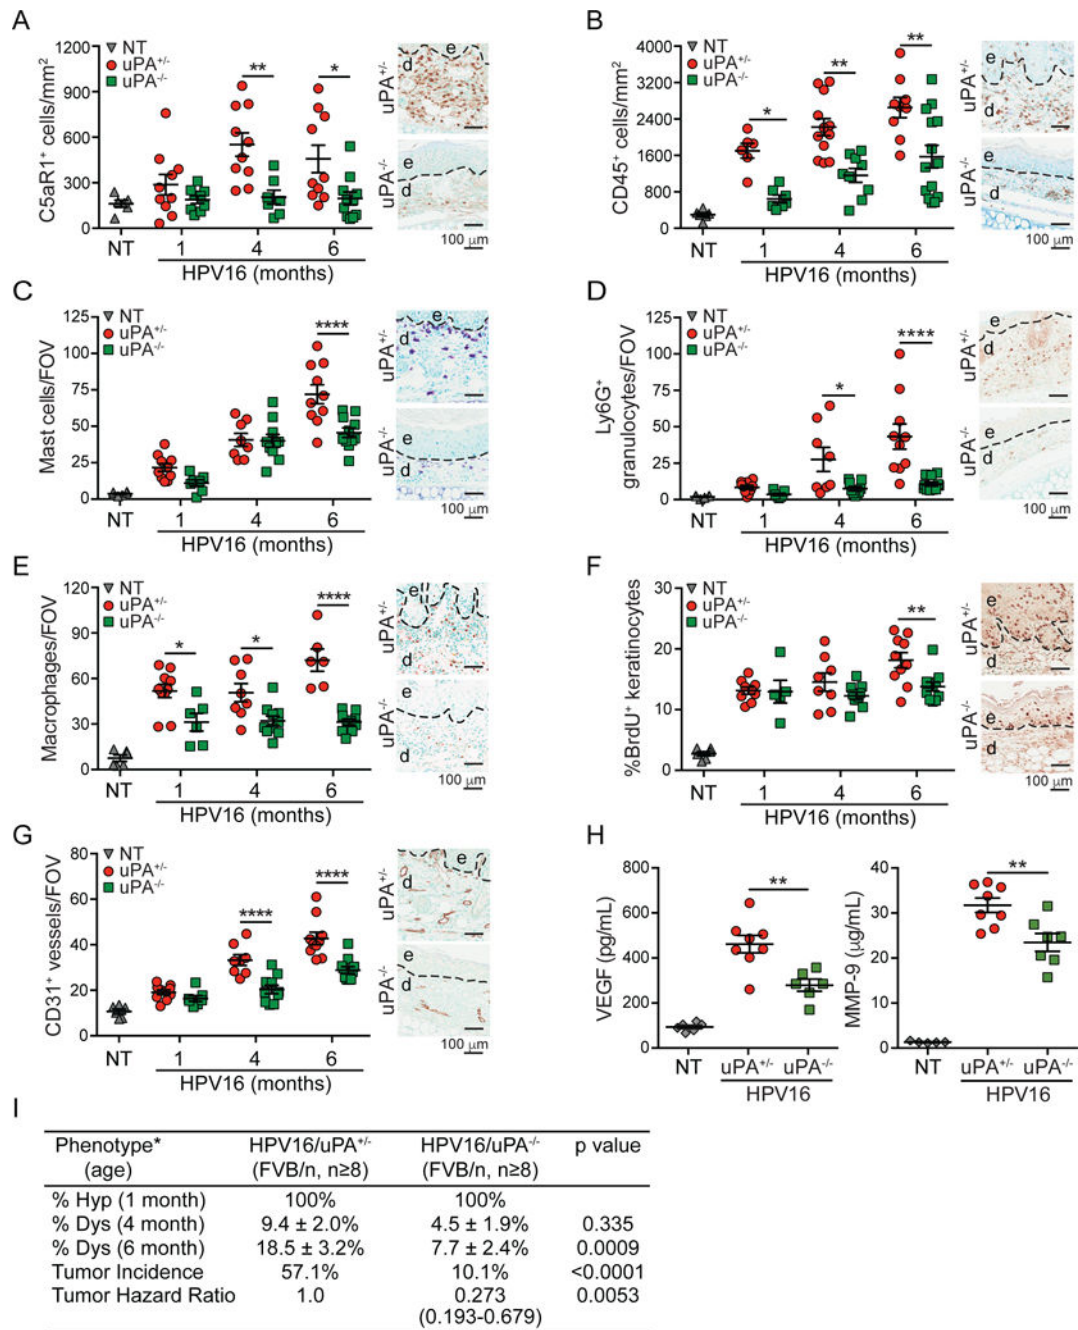 A
C5aR1⁺ cells/mm²
1200
900
600
300
0
NT
uPA⁺/⁻
uPA⁻/⁻
** *
NT 1 4 6
HPV16 (months)
uPA⁺/⁻
e
d
uPA⁻/⁻
e
d
100 μm
B
CD45⁺ cells/mm²
4000
3200
2400
1600
800
0
NT
uPA⁺/⁻
uPA⁻/⁻
* ** **
NT 1 4 6
HPV16 (months)
uPA⁺/⁻
e
d
uPA⁻/⁻
e
d
100 μm
C
Mast cells/FOV
125
100
75
50
25
0
NT
uPA⁺/⁻
uPA⁻/⁻
****
NT 1 4 6
HPV16 (months)
uPA⁺/⁻
e
d
uPA⁻/⁻
e
d
100 μm
D
Ly6G⁺
granulocytes/FOV
125
100
75
50
25
0
NT
uPA⁺/⁻
uPA⁻/⁻
* ****
NT 1 4 6
HPV16 (months)
uPA⁺/⁻
e
d
uPA⁻/⁻
e
d
100 μm
E
Macrophages/FOV
120
90
60
30
0
NT
uPA⁺/⁻
uPA⁻/⁻
* * ****
NT 1 4 6
HPV16 (months)
uPA⁺/⁻
e
d
uPA⁻/⁻
e
d
100 μm
F
%BrdU⁺ keratinocytes
30
20
10
0
NT
uPA⁺/⁻
uPA⁻/⁻
**
NT 1 4 6
HPV16 (months)
uPA⁺/⁻
e
d
uPA⁻/⁻
e
d
100 μm
G
CD31⁺ vessels/FOV
80
60
40
20
0
NT
uPA⁺/⁻
uPA⁻/⁻
**** ****
NT 1 4 6
HPV16 (months)
uPA⁺/⁻
e
d
uPA⁻/⁻
e
d
100 μm
H
VEGF (pg/mL)
800
600
400
200
0
**
NT uPA⁺/⁻ uPA⁻/⁻
HPV16
MMP-9 (μg/mL)
40
30
20
10
0
**
NT uPA⁺/⁻ uPA⁻/⁻
HPV16
I
Phenotype* HPV16/uPA⁺/⁻ HPV16/uPA⁻/⁻ p value
(age) (FVB/n, n≥8) (FVB/n, n≥8)
% Hyp (1 month) 100% 100%
% Dys (4 month) 9.4 ± 2.0% 4.5 ± 1.9% 0.335
% Dys (6 month) 18.5 ± 3.2% 7.7 ± 2.4% 0.0009
Tumor Incidence 57.1% 10.1% <0.0001
Tumor Hazard Ratio 1.0 0.273 0.0053
(0.193-0.679)